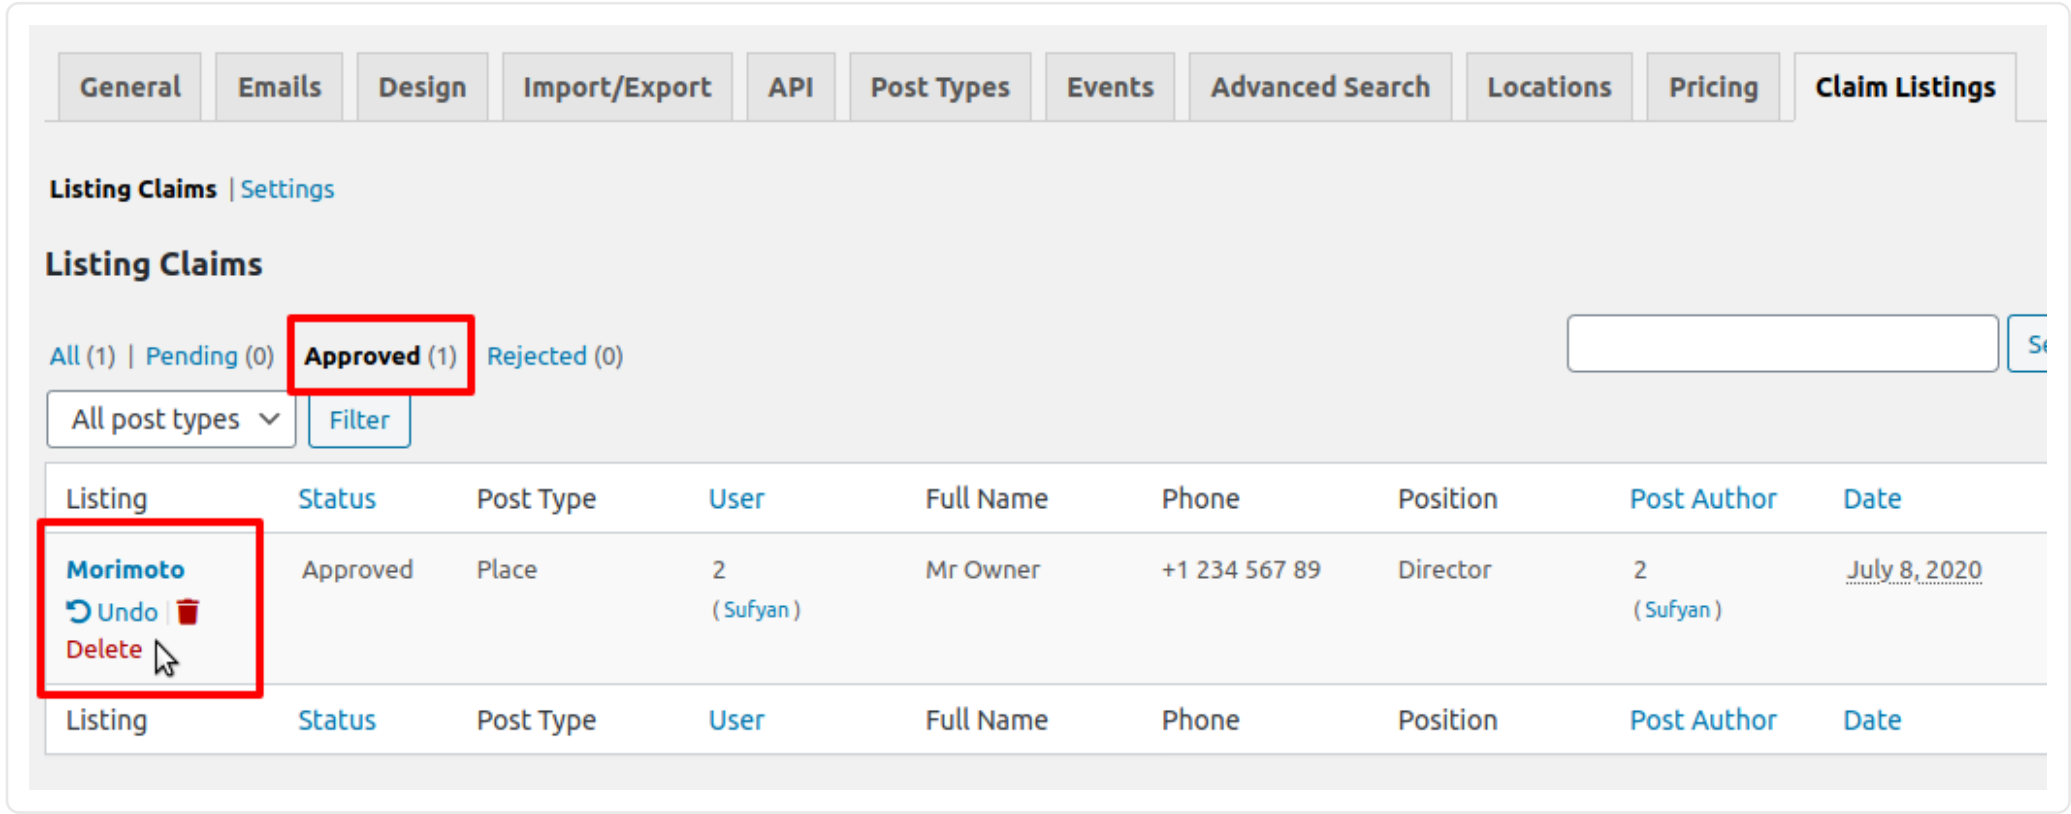 General Emails Design Import/Export API Post Types Events Advanced Search Locations Pricing Claim Listings
Listing Claims | Settings
Listing Claims
All (1) | Pending (0) Approved (1) Rejected (0)
All post types Filter
Listing Status Post Type User Full Name Phone Position Post Author Date
Morimoto Approved Place 2 Mr Owner +1 234 567 89 Director 2 July 8, 2020
Undo | (Sufyan) (Sufyan)
Delete
Listing Status Post Type User Full Name Phone Position Post Author Date